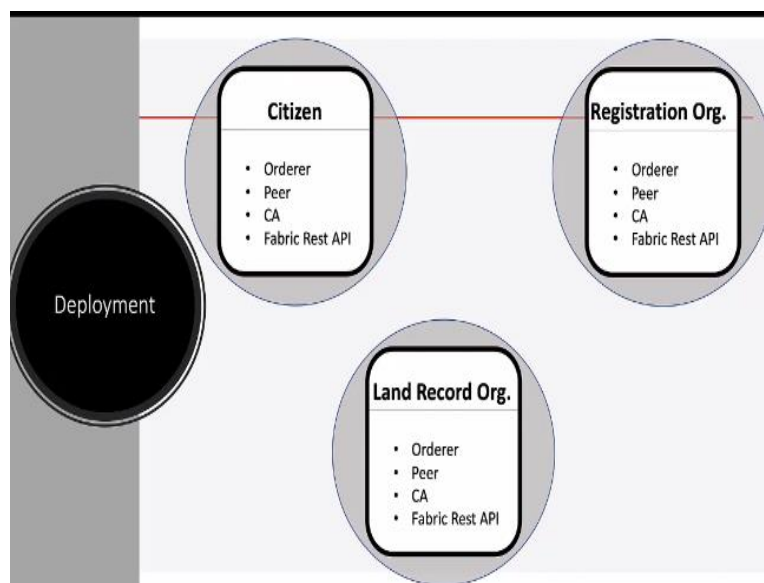 Deployment
Citizen
• Orderer
• Peer
• CA
• Fabric Rest API
Registration Org.
• Orderer
• Peer
• CA
• Fabric Rest API
Land Record Org.
• Orderer
• Peer
• CA
• Fabric Rest API